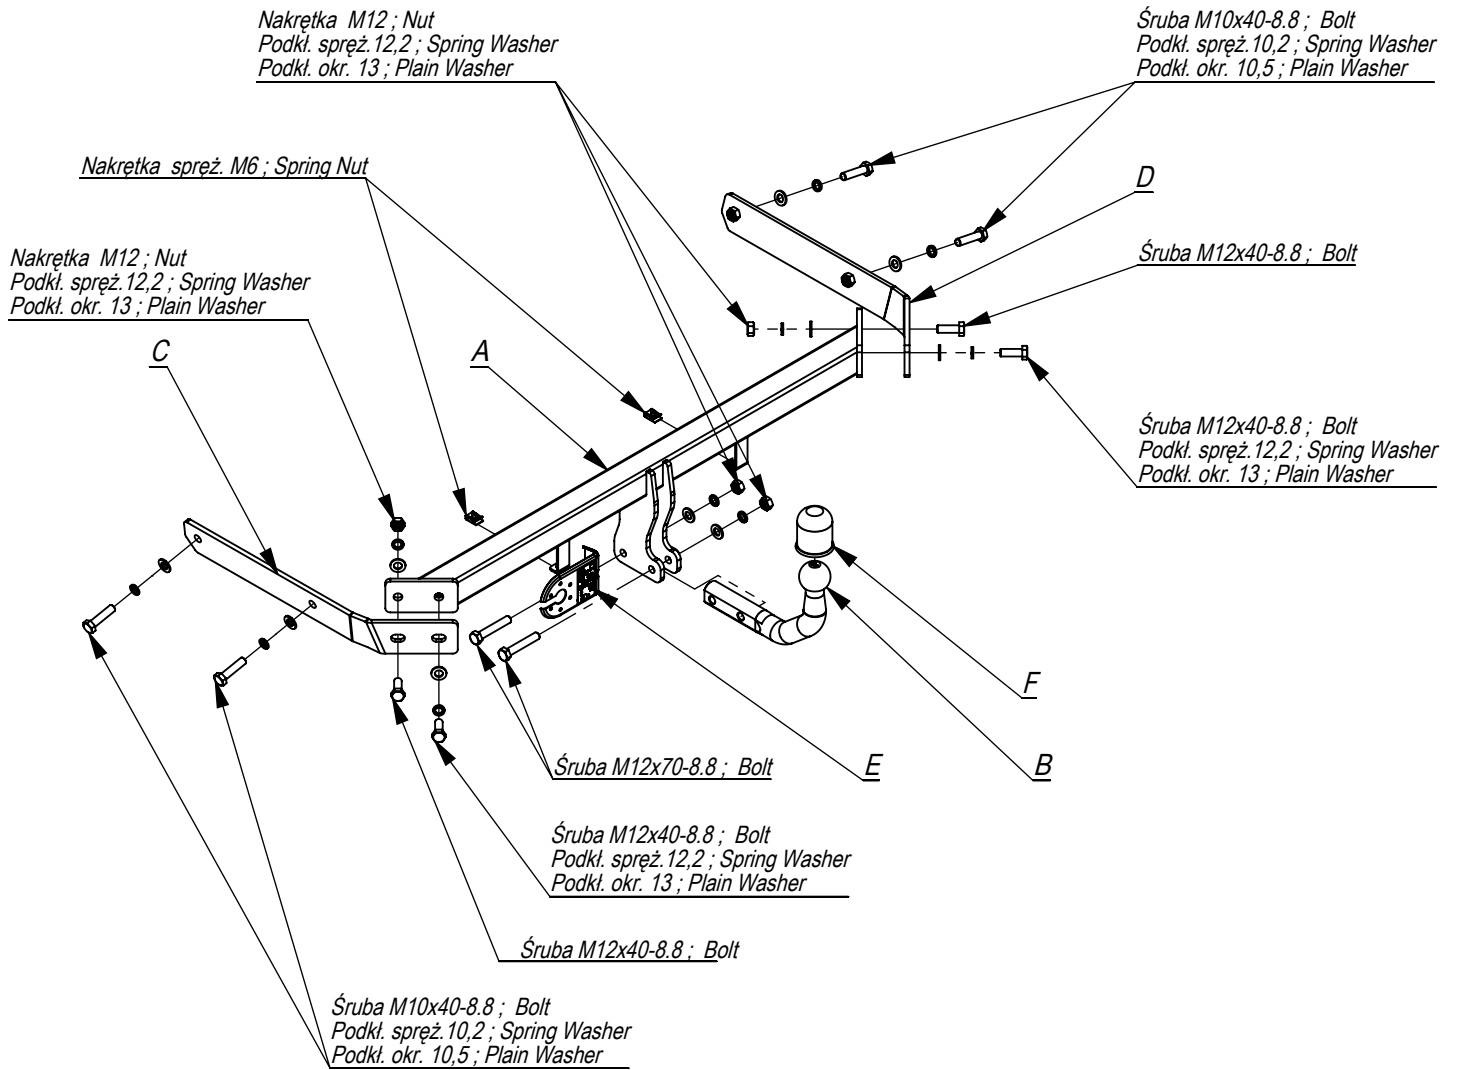 Nakrętka M12 ; Nut
Podkł. spręż.12,2 ; Spring Washer
Podkł. okr. 13 ; Plain Washer
Śruba M10x40-8.8 ; Bolt
Podkł. spręż.10,2 ; Spring Washer
Podkł. okr. 10,5 ; Plain Washer
Nakrętka spręż. M6 ; Spring Nut
D
Nakrętka M12 ; Nut
Podkł. spręż.12,2 ; Spring Washer
Podkł. okr. 13 ; Plain Washer
Śruba M12x40-8.8 ; Bolt
C
A
Śruba M12x40-8.8 ; Bolt
Podkł. spręż.12,2 ; Spring Washer
Podkł. okr. 13 ; Plain Washer
F
Śruba M12x70-8.8 ; Bolt
E
B
Śruba M12x40-8.8 ; Bolt
Podkł. spręż.12,2 ; Spring Washer
Podkł. okr. 13 ; Plain Washer
Śruba M12x40-8.8 ; Bolt
Śruba M10x40-8.8 ; Bolt
Podkł. spręż.10,2 ; Spring Washer
Podkł. okr. 10,5 ; Plain Washer